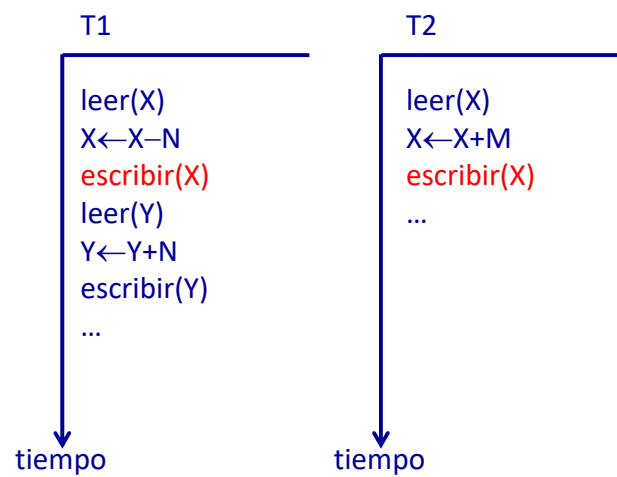 T1
leer(X)
X←X–N
escribir(X)
leer(Y)
Y←Y+N
escribir(Y)
...
tiempo
T2
leer(X)
X←X+M
escribir(X)
...
tiempo